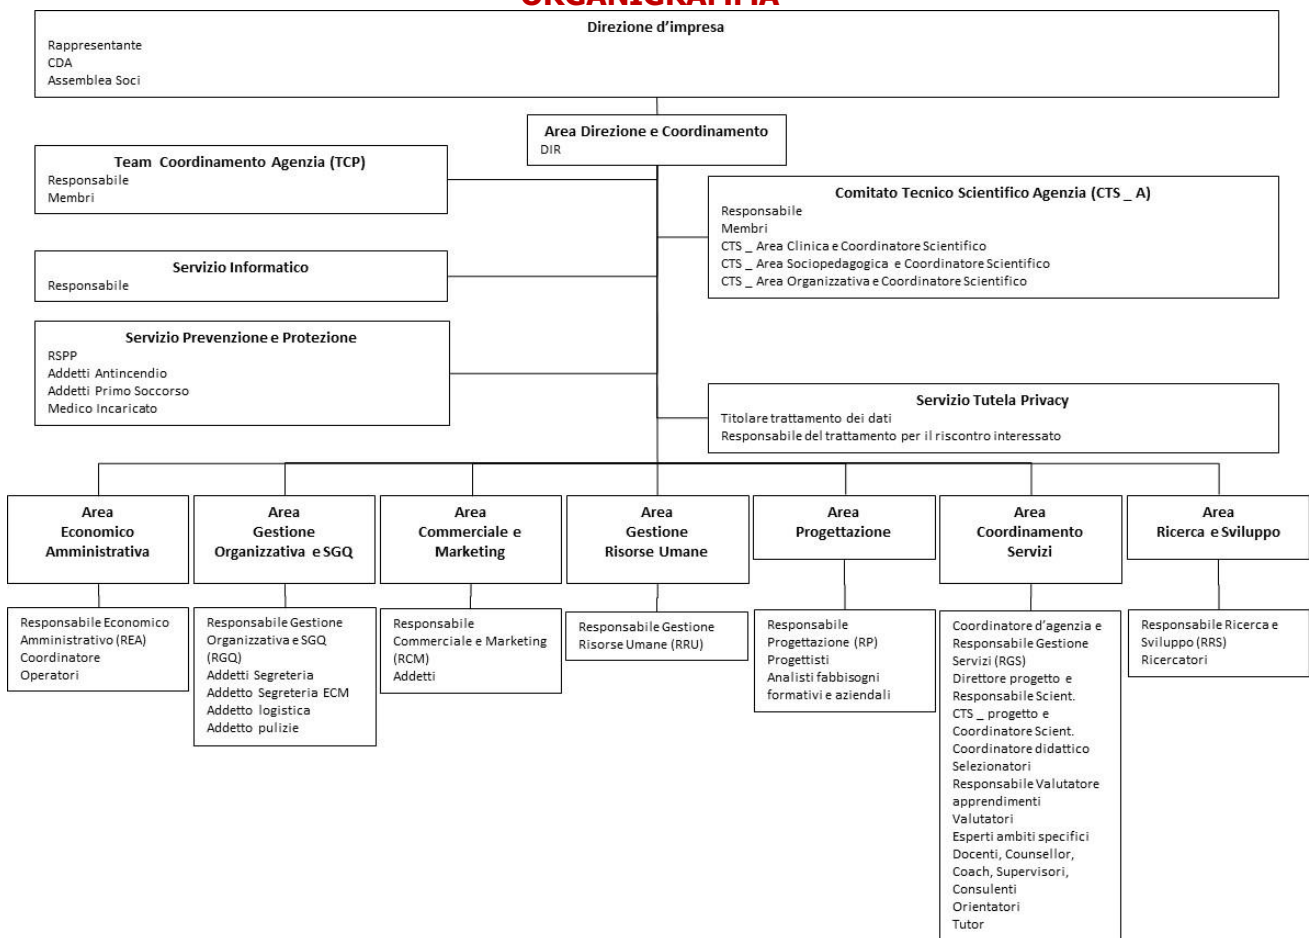 ORGANIGRAMMA
Direzione d'impresa
Rappresentante
CDA
Assemblea Soci
Area Direzione e Coordinamento
DIR
Team Coordinamento Agenzia (TCP)
Responsabile
Membri
Comitato Tecnico Scientifico Agenzia (CTS _ A)
Responsabile
Membri
CTS _ Area Clinica e Coordinatore Scientifico
CTS _ Area Sociopedagogica e Coordinatore Scientifico
CTS _ Area Organizzativa e Coordinatore Scientifico
Servizio Informatico
Responsabile
Servizio Prevenzione e Protezione
RSPP
Addetti Antincendio
Addetti Primo Soccorso
Medico Incaricato
Servizio Tutela Privacy
Titolare trattamento dei dati
Responsabile del trattamento per il riscontro interessato
Area
Economico
Amministrativa
Area
Gestione
Organizzativa e SGQ
Area
Commerciale e
Marketing
Area
Gestione
Risorse Umane
Area
Progettazione
Area
Coordinamento
Servizi
Area
Ricerca e Sviluppo
Responsabile Economico
Amministrativo (REA)
Coordinatore
Operatori
Responsabile Gestione
Organizzativa e SGQ
(RGQ)
Addetti Segreteria
Addetto Segreteria ECM
Addetto logistica
Addetto pulizie
Responsabile
Commerciale e Marketing
(RCM)
Addetti
Responsabile Gestione
Risorse Umane (RRU)
Responsabile
Progettazione (RP)
Progettisti
Analisti fabbisogni
formativi e aziendali
Coordinatore d'agenzia e
Responsabile Gestione
Servizi (RGS)
Direttore progetto e
Responsabile Scient.
CTS _ progetto e
Coordinatore Scient.
Coordinatore didattico
Selezionatori
Responsabile Valutatore
apprendimenti
Valutatori
Esperti ambiti specifici
Docenti, Counsellor,
Coach, Supervisori,
Consulenti
Orientatori
Tutor
Responsabile Ricerca e
Sviluppo (RRS)
Ricercatori